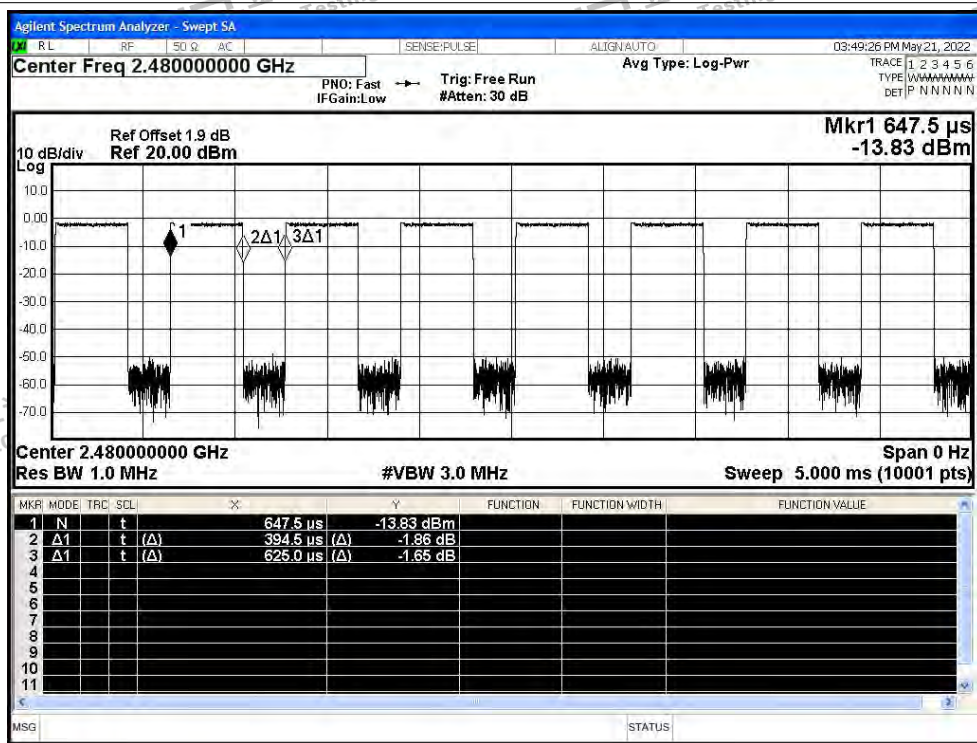 Testing
Testing
Agilent Spectrum Analyzer - Swept SA
LXI RL RF 50 Ω AC SENSE:PULSE ALIGN AUTO 03:49:26 PM May 21, 2022
Center Freq 2.480000000 GHz PNO: Fast Trig: Free Run Avg Type: Log-Pwr TRACE 1 2 3 4 5 6
IFGain:Low #Atten: 30 dB TYPE W
DET P N N N N N
Mkr1 647.5 µs
Ref Offset 1.9 dB
10 dB/div Ref 20.00 dBm -13.83 dBm
Log
10.0
0.00
1 2Δ1 3Δ1
-10.0
-20.0
-30.0
-40.0
-50.0
-60.0
-70.0
Center 2.480000000 GHz Span 0 Hz
Res BW 1.0 MHz #VBW 3.0 MHz Sweep 5.000 ms (10001 pts)
MKR MODE TRC SCL X Y FUNCTION FUNCTION WIDTH FUNCTION VALUE
1 N t 647.5 µs -13.83 dBm
2 Δ1 t (Δ) 394.5 µs (Δ) -1.86 dB
3 Δ1 t (Δ) 625.0 µs (Δ) -1.65 dB
4
5
6
7
8
9
10
11
MSG STATUS